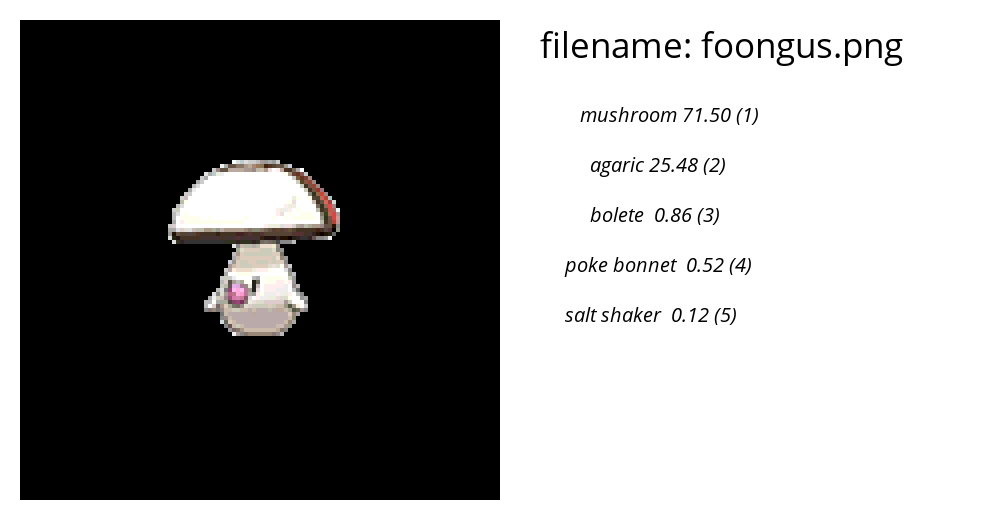 filename: foongus.png
mushroom 71.50 (1)
agaric 25.48 (2)
bolete 0.86 (3)
poke bonnet 0.52 (4)
salt shaker 0.12 (5)